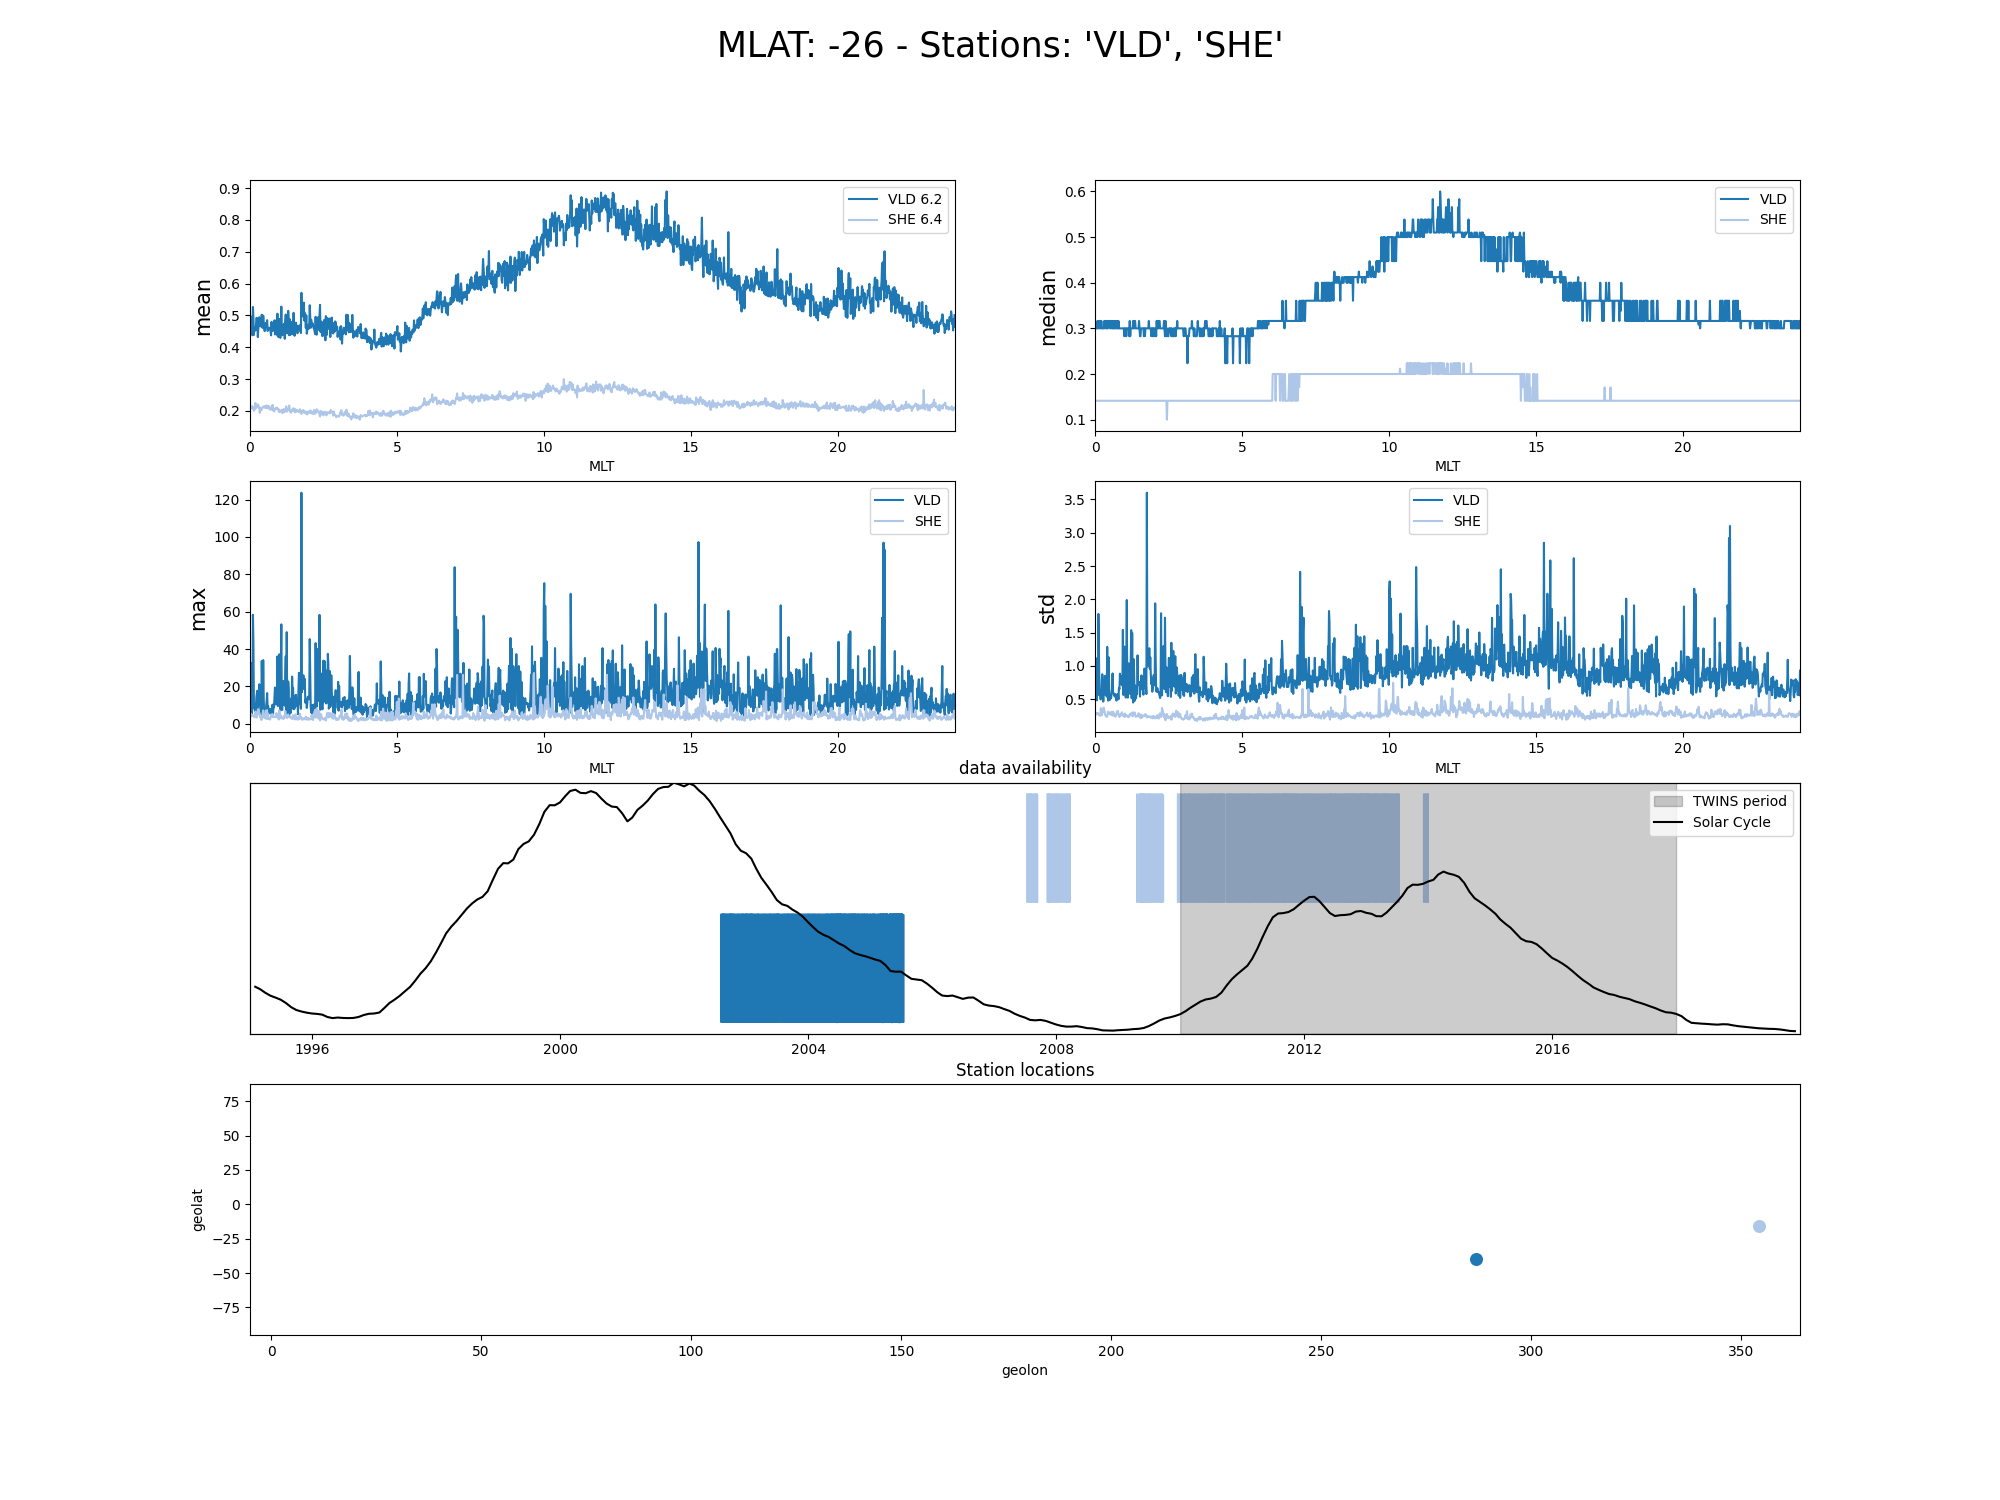 MLAT: -26 - Stations: 'VLD', 'SHE'
mean
0.9
0.8
0.7
0.6
0.5
0.4
0.3
0.2
VLD 6.2
SHE 6.4
0 5 10 15 20
MLT
median
0.6
0.5
0.4
0.3
0.2
0.1
VLD
SHE
0 5 10 15 20
MLT
max
120
100
80
60
40
20
0
VLD
SHE
0 5 10 15 20
MLT
std
3.5
3.0
2.5
2.0
1.5
1.0
0.5
VLD
SHE
0 5 10 15 20
MLT
data availability
TWINS period
Solar Cycle
1996 2000 2004 2008 2012 2016
Station locations
geolat
75
50
25
0
−25
−50
−75
0 50 100 150 200 250 300 350
geolon